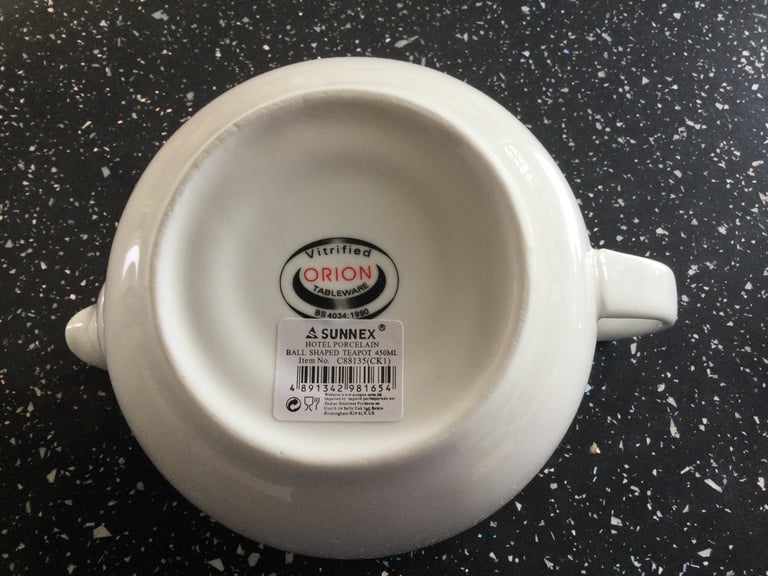 Vitrified
ORION
TABLEWARE
BS 4034:1990
SUNNEX®
HOTEL PORCELAIN
BALL SHAPED TEAPOT 450ML
Item No. C88135(CK1)
4 891342 981654
Birmingham